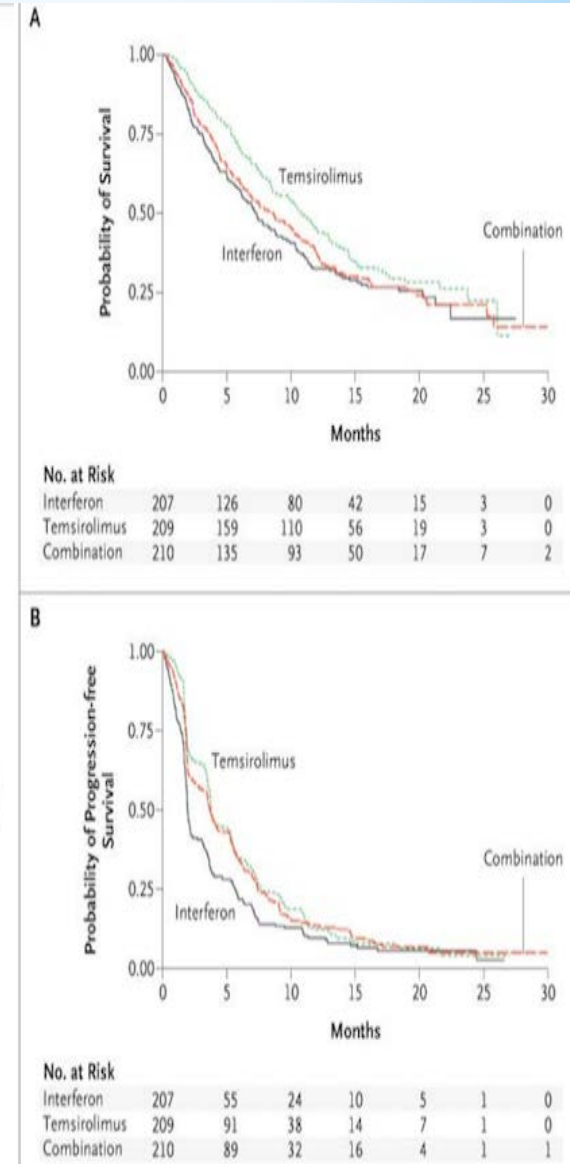 A
1.00
0.75
0.50
0.25
0.00
Probability of Survival
Temsirolimus
Interferon
Combination
0 5 10 15 20 25 30
Months
No. at Risk
Interferon 207 126 80 42 15 3 0
Temsirolimus 209 159 110 56 19 3 0
Combination 210 135 93 50 17 7 2
B
1.00
0.75
0.50
0.25
0.00
Probability of Progression-free
Survival
Temsirolimus
Interferon
Combination
0 5 10 15 20 25 30
Months
No. at Risk
Interferon 207 55 24 10 5 1 0
Temsirolimus 209 91 38 14 7 1 0
Combination 210 89 32 16 4 1 1